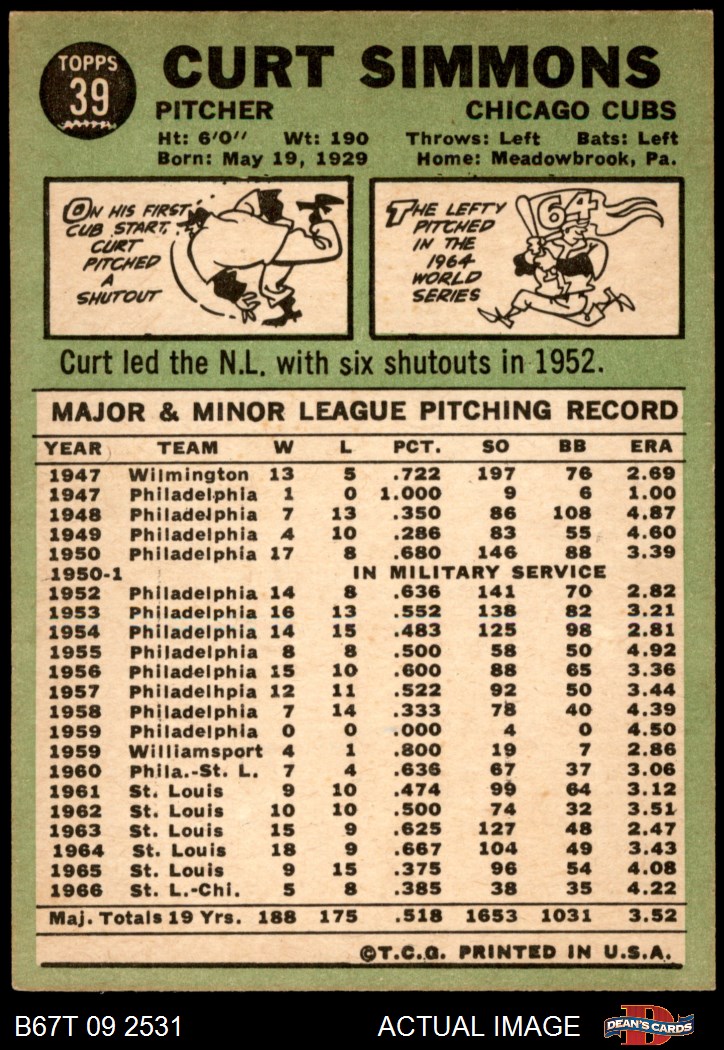 TOPPS
39
CURT SIMMONS
PITCHER CHICAGO CUBS
Ht: 6'0" Wt: 190 Throws: Left Bats: Left
Born: May 19, 1929 Home: Meadowbrook, Pa.
ON HIS FIRST
CUB START,
CURT
PITCHED
A
SHUTOUT
THE LEFTY
PITCHED
IN THE
1964
WORLD
SERIES
64
Curt led the N.L. with six shutouts in 1952.
MAJOR & MINOR LEAGUE PITCHING RECORD
YEAR TEAM W L PCT. SO BB ERA
1947 Wilmington 13 5 .722 197 76 2.69
1947 Philadelphia 1 0 1.000 9 6 1.00
1948 Philadelphia 7 13 .350 86 108 4.87
1949 Philadelphia 4 10 .286 83 55 4.60
1950 Philadelphia 17 8 .680 146 88 3.39
1950-1 IN MILITARY SERVICE
1952 Philadelphia 14 8 .636 141 70 2.82
1953 Philadelphia 16 13 .552 138 82 3.21
1954 Philadelphia 14 15 .483 125 98 2.81
1955 Philadelphia 8 8 .500 58 50 4.92
1956 Philadelphia 15 10 .600 88 65 3.36
1957 Philadelhpia 12 11 .522 92 50 3.44
1958 Philadelphia 7 14 .333 78 40 4.39
1959 Philadelphia 0 0 .000 4 0 4.50
1959 Williamsport 4 1 .800 19 7 2.86
1960 Phila.-St. L. 7 4 .636 67 37 3.06
1961 St. Louis 9 10 .474 99 64 3.12
1962 St. Louis 10 10 .500 74 32 3.51
1963 St. Louis 15 9 .625 127 48 2.47
1964 St. Louis 18 9 .667 104 49 3.43
1965 St. Louis 9 15 .375 96 54 4.08
1966 St. L.-Chi. 5 8 .385 38 35 4.22
Maj. Totals 19 Yrs. 188 175 .518 1653 1031 3.52
©T.C.G. PRINTED IN U.S.A.
B67T 09 2531 ACTUAL IMAGE DEAN'S CARDS